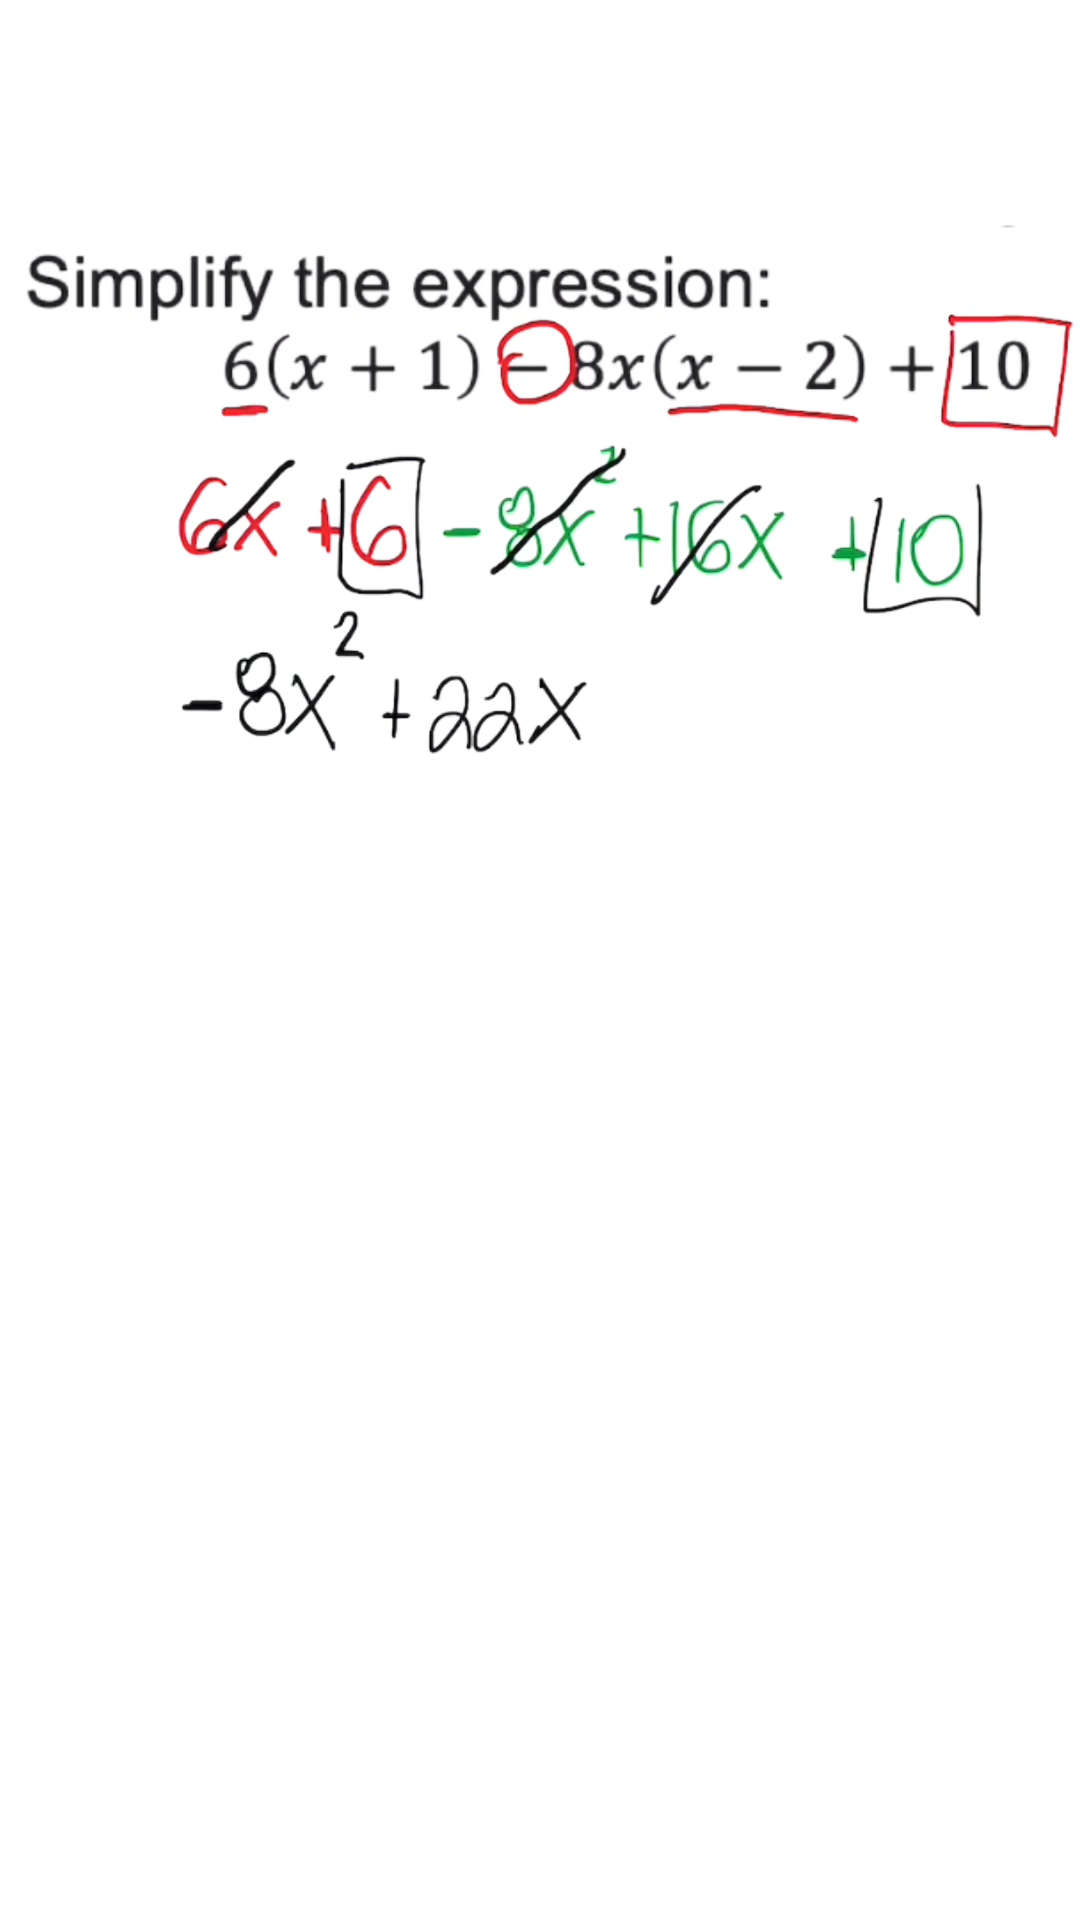 Simplify the expression:
6(x + 1) − 8x(x − 2) + 10
6x + 6 - 8x² + 16x + 10
-8x² + 22x